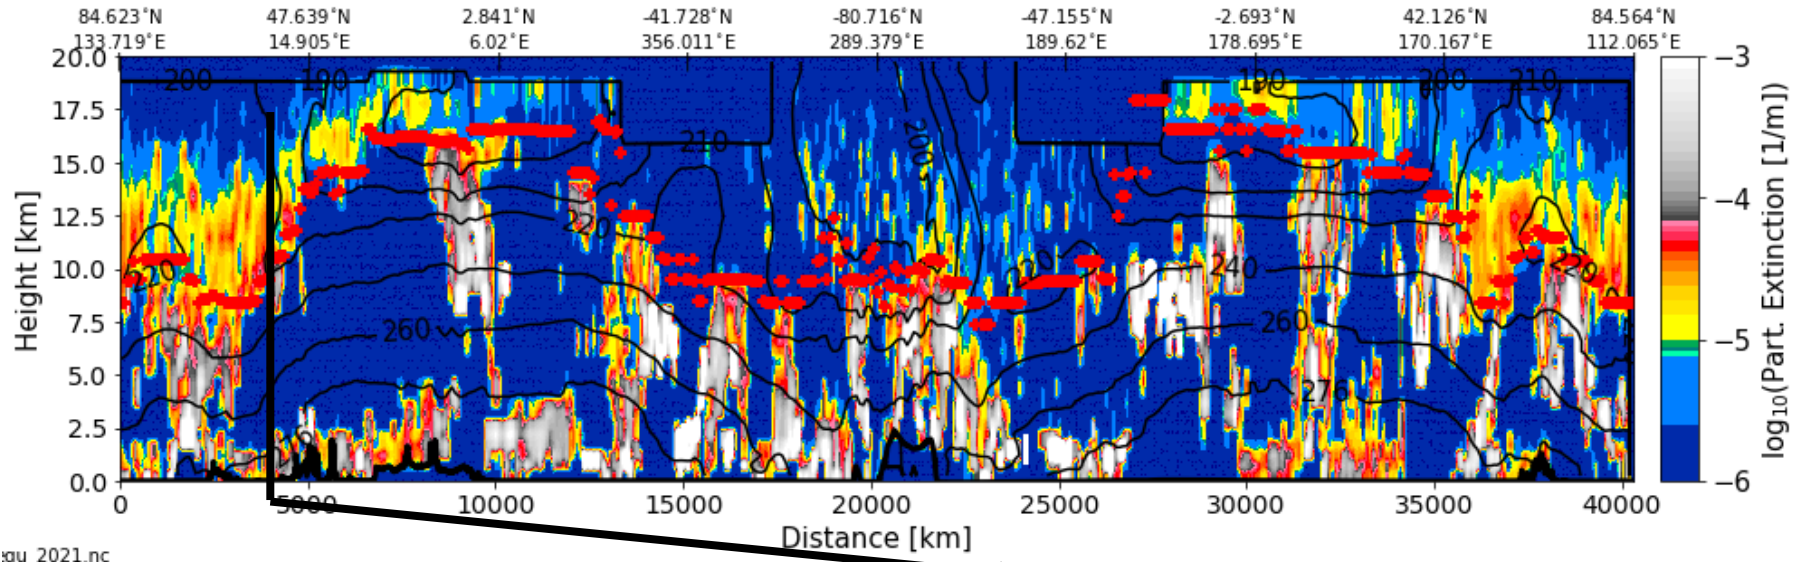 84.623°N 47.639°N 2.841°N -41.728°N -80.716°N -47.155°N -2.693°N 42.126°N 84.564°N
133.719°E 14.905°E 6.02°E 356.011°E 289.379°E 189.62°E 178.695°E 170.167°E 112.065°E
20.0
17.5
15.0
12.5
10.0
7.5
5.0
2.5
0.0
Height [km]
200 190 190 200 210
210 200
220
220 220 240 220
260 260
270
0 5000 10000 15000 20000 25000 30000 35000 40000
Distance [km]
−3
−4
−5
−6
log10(Part. Extinction [1/m])
2021.nc